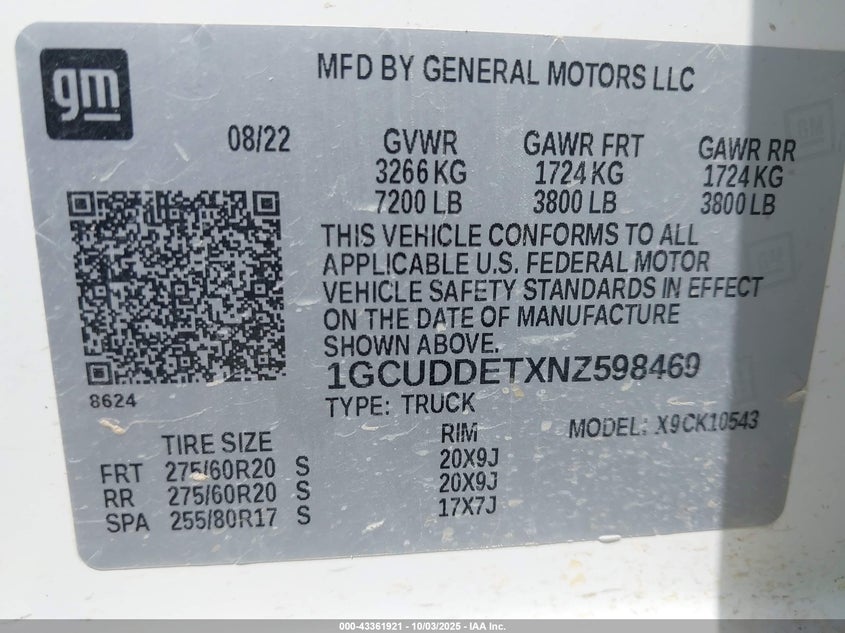 gm
MFD BY GENERAL MOTORS LLC
08/22 GVWR GAWR FRT GAWR RR
3266 KG 1724 KG 1724 KG
7200 LB 3800 LB 3800 LB
THIS VEHICLE CONFORMS TO ALL
APPLICABLE U.S. FEDERAL MOTOR
VEHICLE SAFETY STANDARDS IN EFFECT
ON THE DATE OF MANUFACTURE
SHOWN ABOVE.
1GCUDDETXNZ598469
8624
TYPE: TRUCK
MODEL: X9CK10543
TIRE SIZE RIM
FRT 275/60R20 S 20X9J
RR 275/60R20 S 20X9J
SPA 255/80R17 S 17X7J
000-43361921 - 10/03/2025 - IAA Inc.